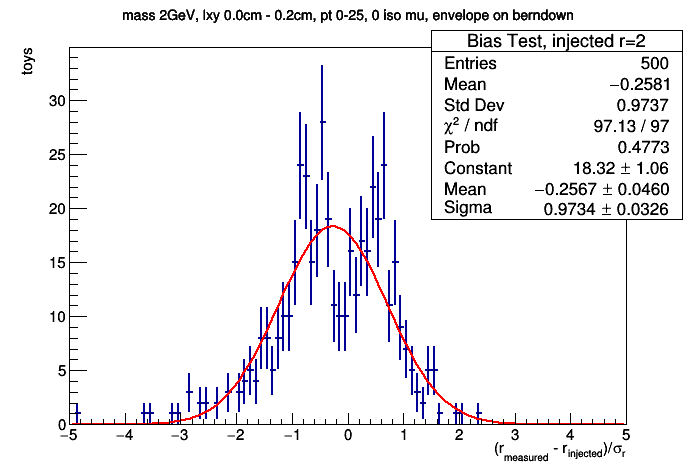 mass 2GeV, lxy 0.0cm - 0.2cm, pt 0-25, 0 iso mu, envelope on berndown
toys
Bias Test, injected r=2
Entries 500
Mean −0.2581
Std Dev 0.9737
χ² / ndf 97.13 / 97
Prob 0.4773
Constant 18.32 ± 1.06
Mean −0.2567 ± 0.0460
Sigma 0.9734 ± 0.0326
30
25
20
15
10
5
0
−5 −4 −3 −2 −1 0 1 2 3 4 5
(r_measured - r_injected)/σ_r